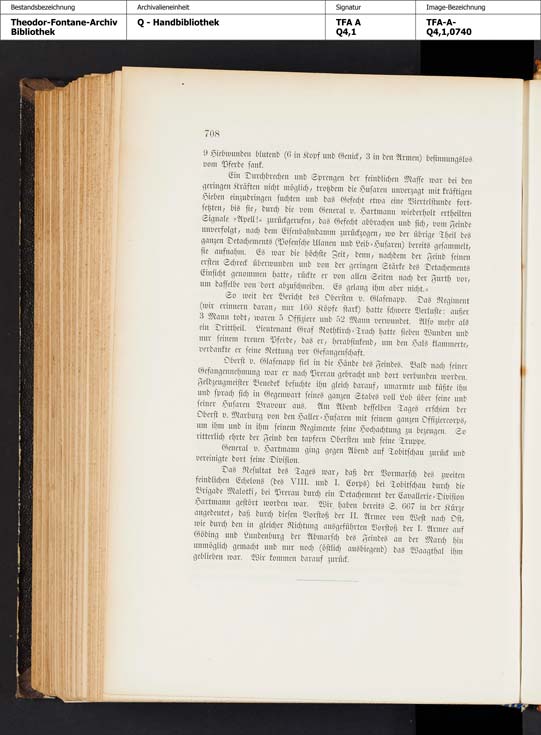 Bestandsbezeichnung Archivalieneinheit Signatur Image-Bezeichnung
Theodor-Fontane-Archiv Q - Handbibliothek TFA A TFA-A-
Bibliothek Q4,1 Q4,1,0740
708
9 Hiebwunden blutend (6 in Kopf und Genick, 3 in den Armen) besinnungslos
vom Pferde sank.
Ein Durchbrechen und Sprengen der feindlichen Masse war bei den
geringen Kräften nicht möglich, trotzdem die Husaren unverzagt mit kräftigen
Hieben einzudringen suchten und das Gefecht etwa eine Viertelstunde fort-
setzten, bis sie, durch die vom General v. Hartmann wiederholt ertheilten
Signale »Apell!« zurückgerufen, das Gefecht abbrachen und sich, vom Feinde
unverfolgt, nach dem Eisenbahndamm zurückzogen, wo der übrige Theil des
ganzen Detachements (Posensche Ulanen und Leib-Husaren) bereits gesammelt,
sie aufnahm. Es war die höchste Zeit, denn, nachdem der Feind seinen
ersten Schreck überwunden und von der geringen Stärke des Detachements
Einsicht genommen hatte, rückte er von allen Seiten nach der Furth vor,
um dasselbe von dort abzuschneiden. Es gelang ihm aber nicht.«
So weit der Bericht des Obersten v. Glasenapp. Das Regiment
(wir erinnern daran, nur 160 Köpfe stark) hatte schwere Verluste: außer
3 Mann todt, waren 5 Offiziere und 52 Mann verwundet. Also mehr als
ein Drittheil. Lieutenant Graf Rothkirch-Trach hatte sieben Wunden und
nur seinem treuen Pferde, das er, herabsinkend, um den Hals klammerte,
verdankte er seine Rettung vor Gefangenschaft.
Oberst v. Glasenapp fiel in die Hände des Feindes. Bald nach seiner
Gefangennehmung war er nach Prerau gebracht und dort verbunden worden.
Feldzeugmeister Benedek besuchte ihn gleich darauf, umarmte und küßte ihn
und sprach sich in Gegenwart seines ganzen Stabes voll Lob über seine und
seiner Husaren Bravour aus. Am Abend desselben Tages erschien der
Oberst v. Marburg von den Haller-Husaren mit seinem ganzen Offiziercorps,
um ihm und in ihm seinem Regimente seine Hochachtung zu bezeugen. So
ritterlich ehrte der Feind den tapfern Obersten und seine Truppe.
General v. Hartmann ging gegen Abend auf Tobitschau zurück und
vereinigte dort seine Division.
Das Resultat des Tages war, daß der Vormarsch des zweiten
feindlichen Echelons (des VIII. und I. Corps) bei Tobitschau durch die
Brigade Malotki, bei Prerau durch ein Detachement der Cavallerie-Division
Hartmann gestört worden war. Wir haben bereits S. 667 in der Kürze
angedeutet, daß durch diesen Vorstoß der II. Armee von West nach Ost,
wie durch den in gleicher Richtung ausgeführten Vorstoß der I. Armee auf
Göding und Lundenburg der Abmarsch des Feindes an der March hin
unmöglich gemacht und nur noch (östlich ausbiegend) das Waagthal ihm
geblieben war. Wir kommen darauf zurück.